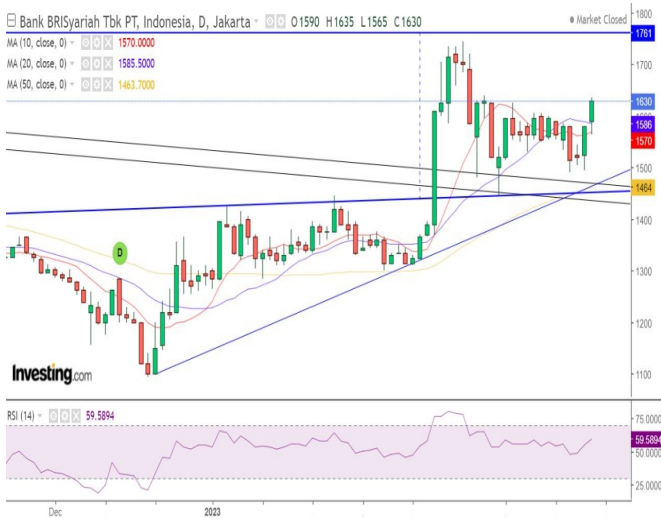 Bank BRISyariah Tbk PT, Indonesia, D, Jakarta O1590 H1635 L1565 C1630
Market Closed
MA (10, close, 0) 1570.0000
MA (20, close, 0) 1585.5000
MA (50, close, 0) 1463.7000
1800
1761
1700
1630
1586
1570
1500
1464
1400
1300
1200
1100
D
Investing.com
RSI (14) 59.5894
75.0000
59.5894
50.0000
25.0000
Dec 2023